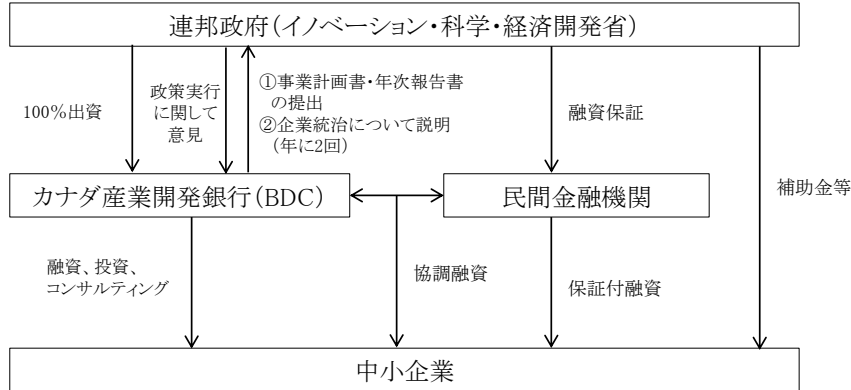 連邦政府（イノベーション・科学・経済開発省）
100％出資
政策実行
に関して
意見
①事業計画書・年次報告書
の提出
②企業統治について説明
（年に2回）
融資保証
補助金等
カナダ産業開発銀行（BDC）
民間金融機関
融資、投資、
コンサルティング
協調融資
保証付融資
中小企業